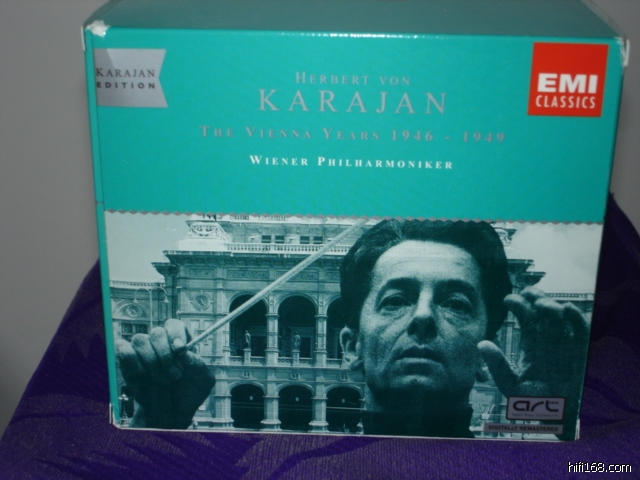 KARAJAN
EDITION
HERBERT VON
KARAJAN
THE VIENNA YEARS 1946 - 1949
WIENER PHILHARMONIKER
EMI
CLASSICS
art
DIGITALLY REMASTERED
hifi168.com